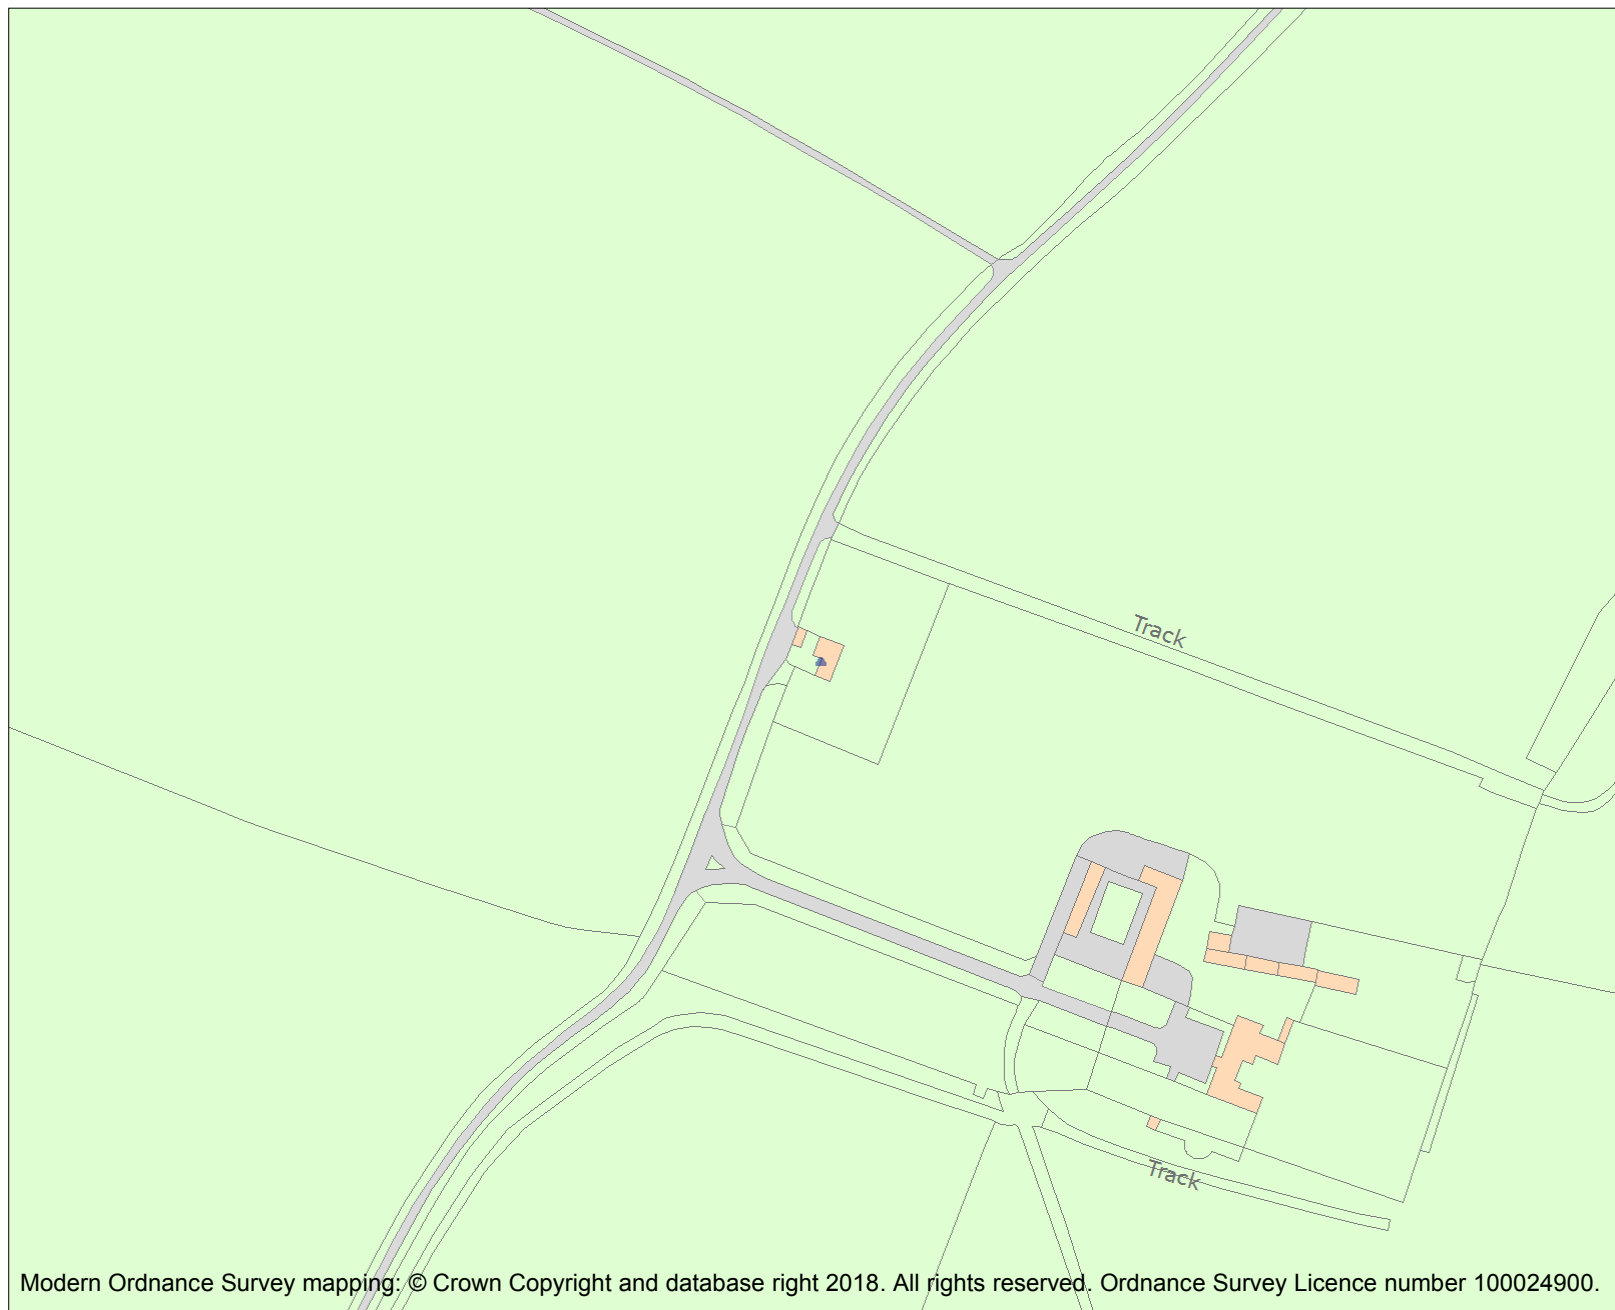 Track
Track
Modern Ordnance Survey mapping: © Crown Copyright and database right 2018. All rights reserved. Ordnance Survey Licence number 100024900.